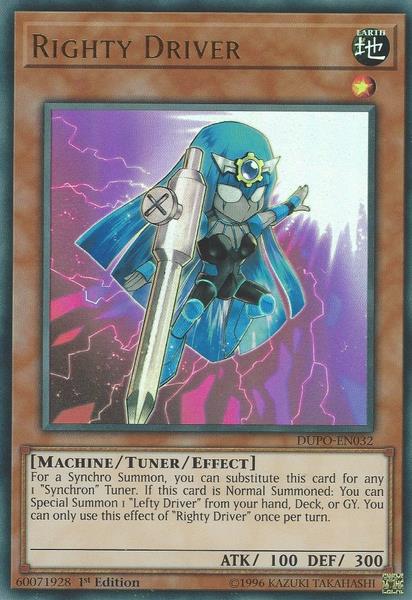 RIGHTY DRIVER
EARTH
地
DUPO-EN032
[MACHINE/TUNER/EFFECT]
For a Synchro Summon, you can substitute this card for any
1 "Synchron" Tuner. If this card is Normal Summoned: You can
Special Summon 1 "Lefty Driver" from your hand, Deck, or GY. You
can only use this effect of "Righty Driver" once per turn.
ATK/ 100 DEF/ 300
60071928 1st Edition ©1996 KAZUKI TAKAHASHI